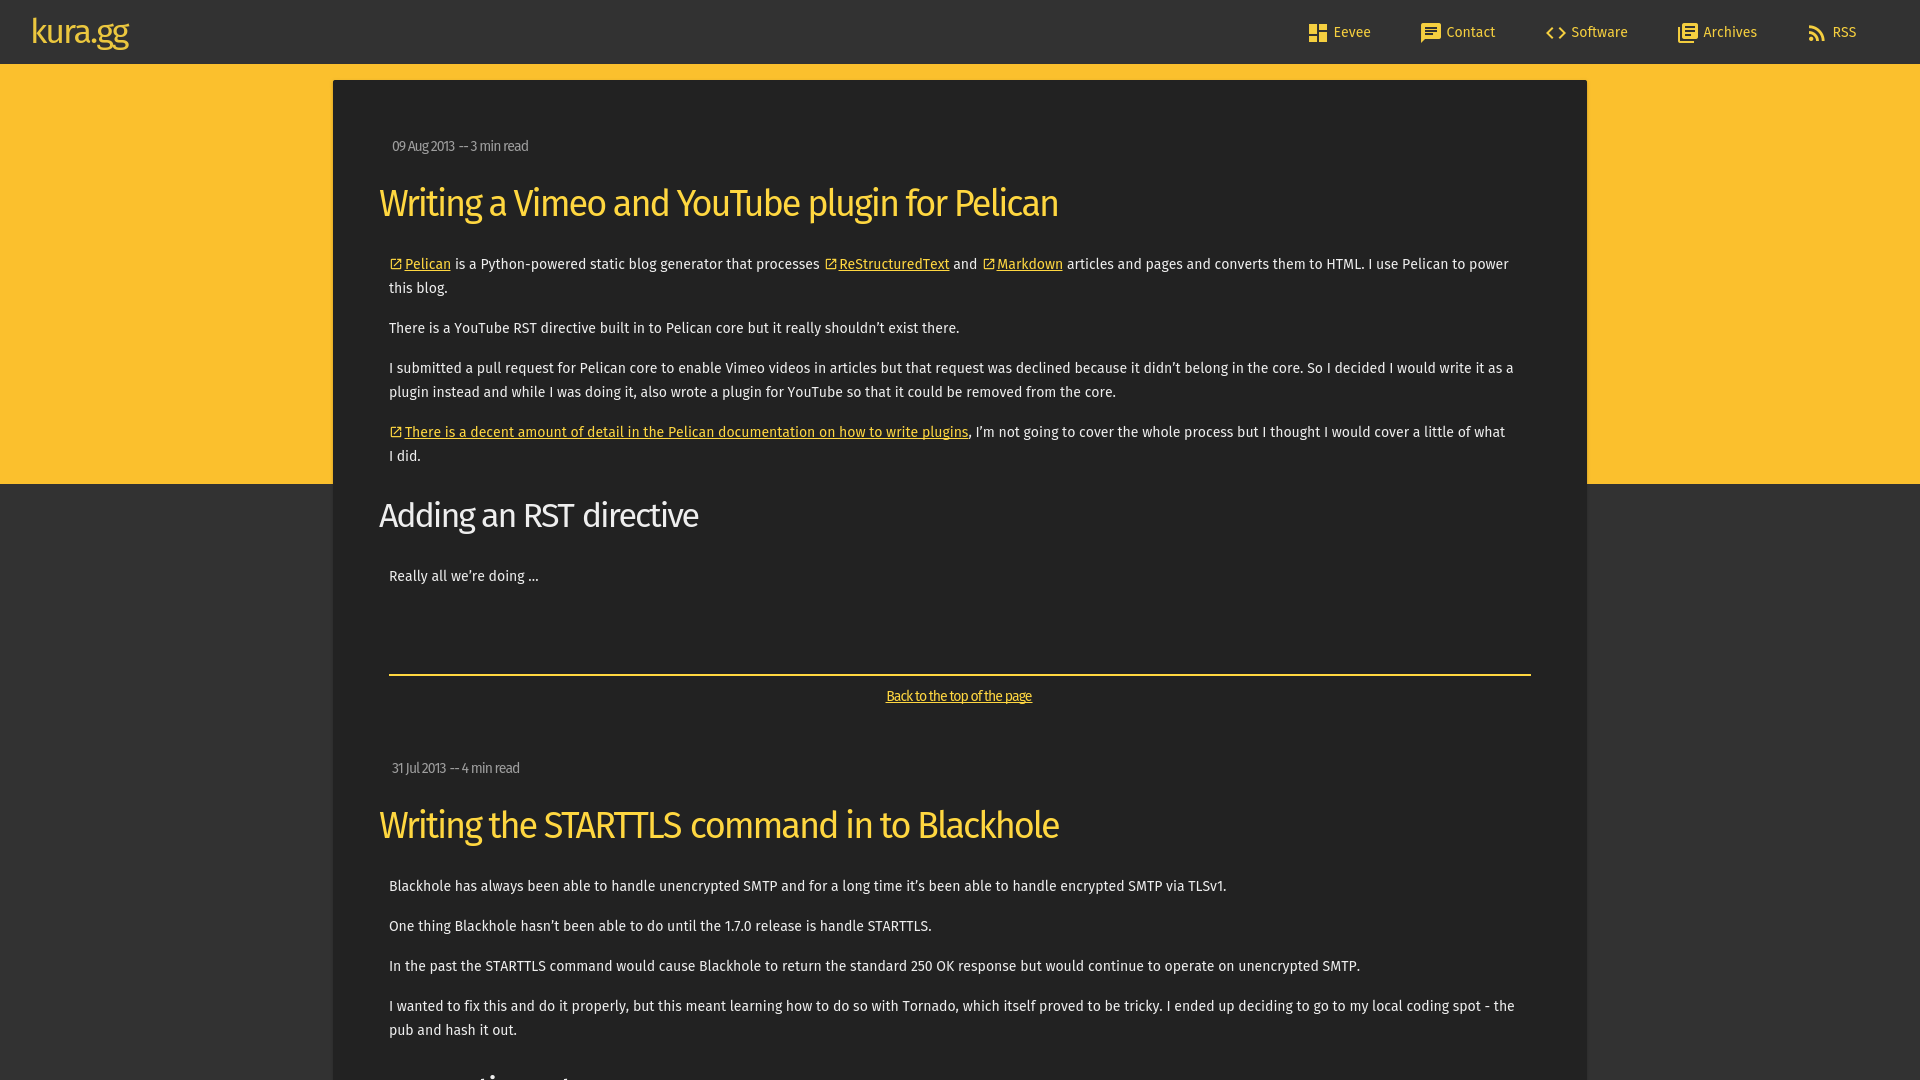 kura.gg
Eevee
Contact
Software
Archives
RSS
09 Aug 2013 -- 3 min read
Writing a Vimeo and YouTube plugin for Pelican
Pelican is a Python-powered static blog generator that processes ReStructuredText and Markdown articles and pages and converts them to HTML. I use Pelican to power
this blog.
There is a YouTube RST directive built in to Pelican core but it really shouldn’t exist there.
I submitted a pull request for Pelican core to enable Vimeo videos in articles but that request was declined because it didn’t belong in the core. So I decided I would write it as a
plugin instead and while I was doing it, also wrote a plugin for YouTube so that it could be removed from the core.
There is a decent amount of detail in the Pelican documentation on how to write plugins, I’m not going to cover the whole process but I thought I would cover a little of what
I did.
Adding an RST directive
Really all we’re doing …
Back to the top of the page
31 Jul 2013 -- 4 min read
Writing the STARTTLS command in to Blackhole
Blackhole has always been able to handle unencrypted SMTP and for a long time it’s been able to handle encrypted SMTP via TLSv1.
One thing Blackhole hasn’t been able to do until the 1.7.0 release is handle STARTTLS.
In the past the STARTTLS command would cause Blackhole to return the standard 250 OK response but would continue to operate on unencrypted SMTP.
I wanted to fix this and do it properly, but this meant learning how to do so with Tornado, which itself proved to be tricky. I ended up deciding to go to my local coding spot - the
pub and hash it out.